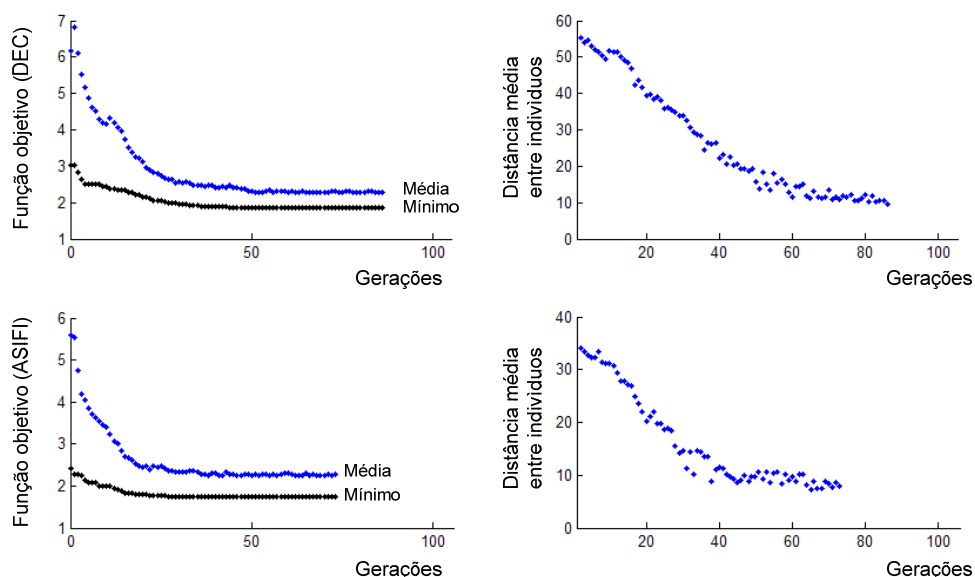 Função objetivo (DEC)
7
6
5
4
3
2
1
0
50
100
Média
Mínimo
Gerações
Distância média
entre indivìduos
60
50
40
30
20
10
0
20
40
60
80
100
Gerações
Função objetivo (ASIFI)
6
5
4
3
2
1
0
50
100
Média
Mínimo
Gerações
Distância média
entre indivìduos
40
30
20
10
0
20
40
60
80
100
Gerações